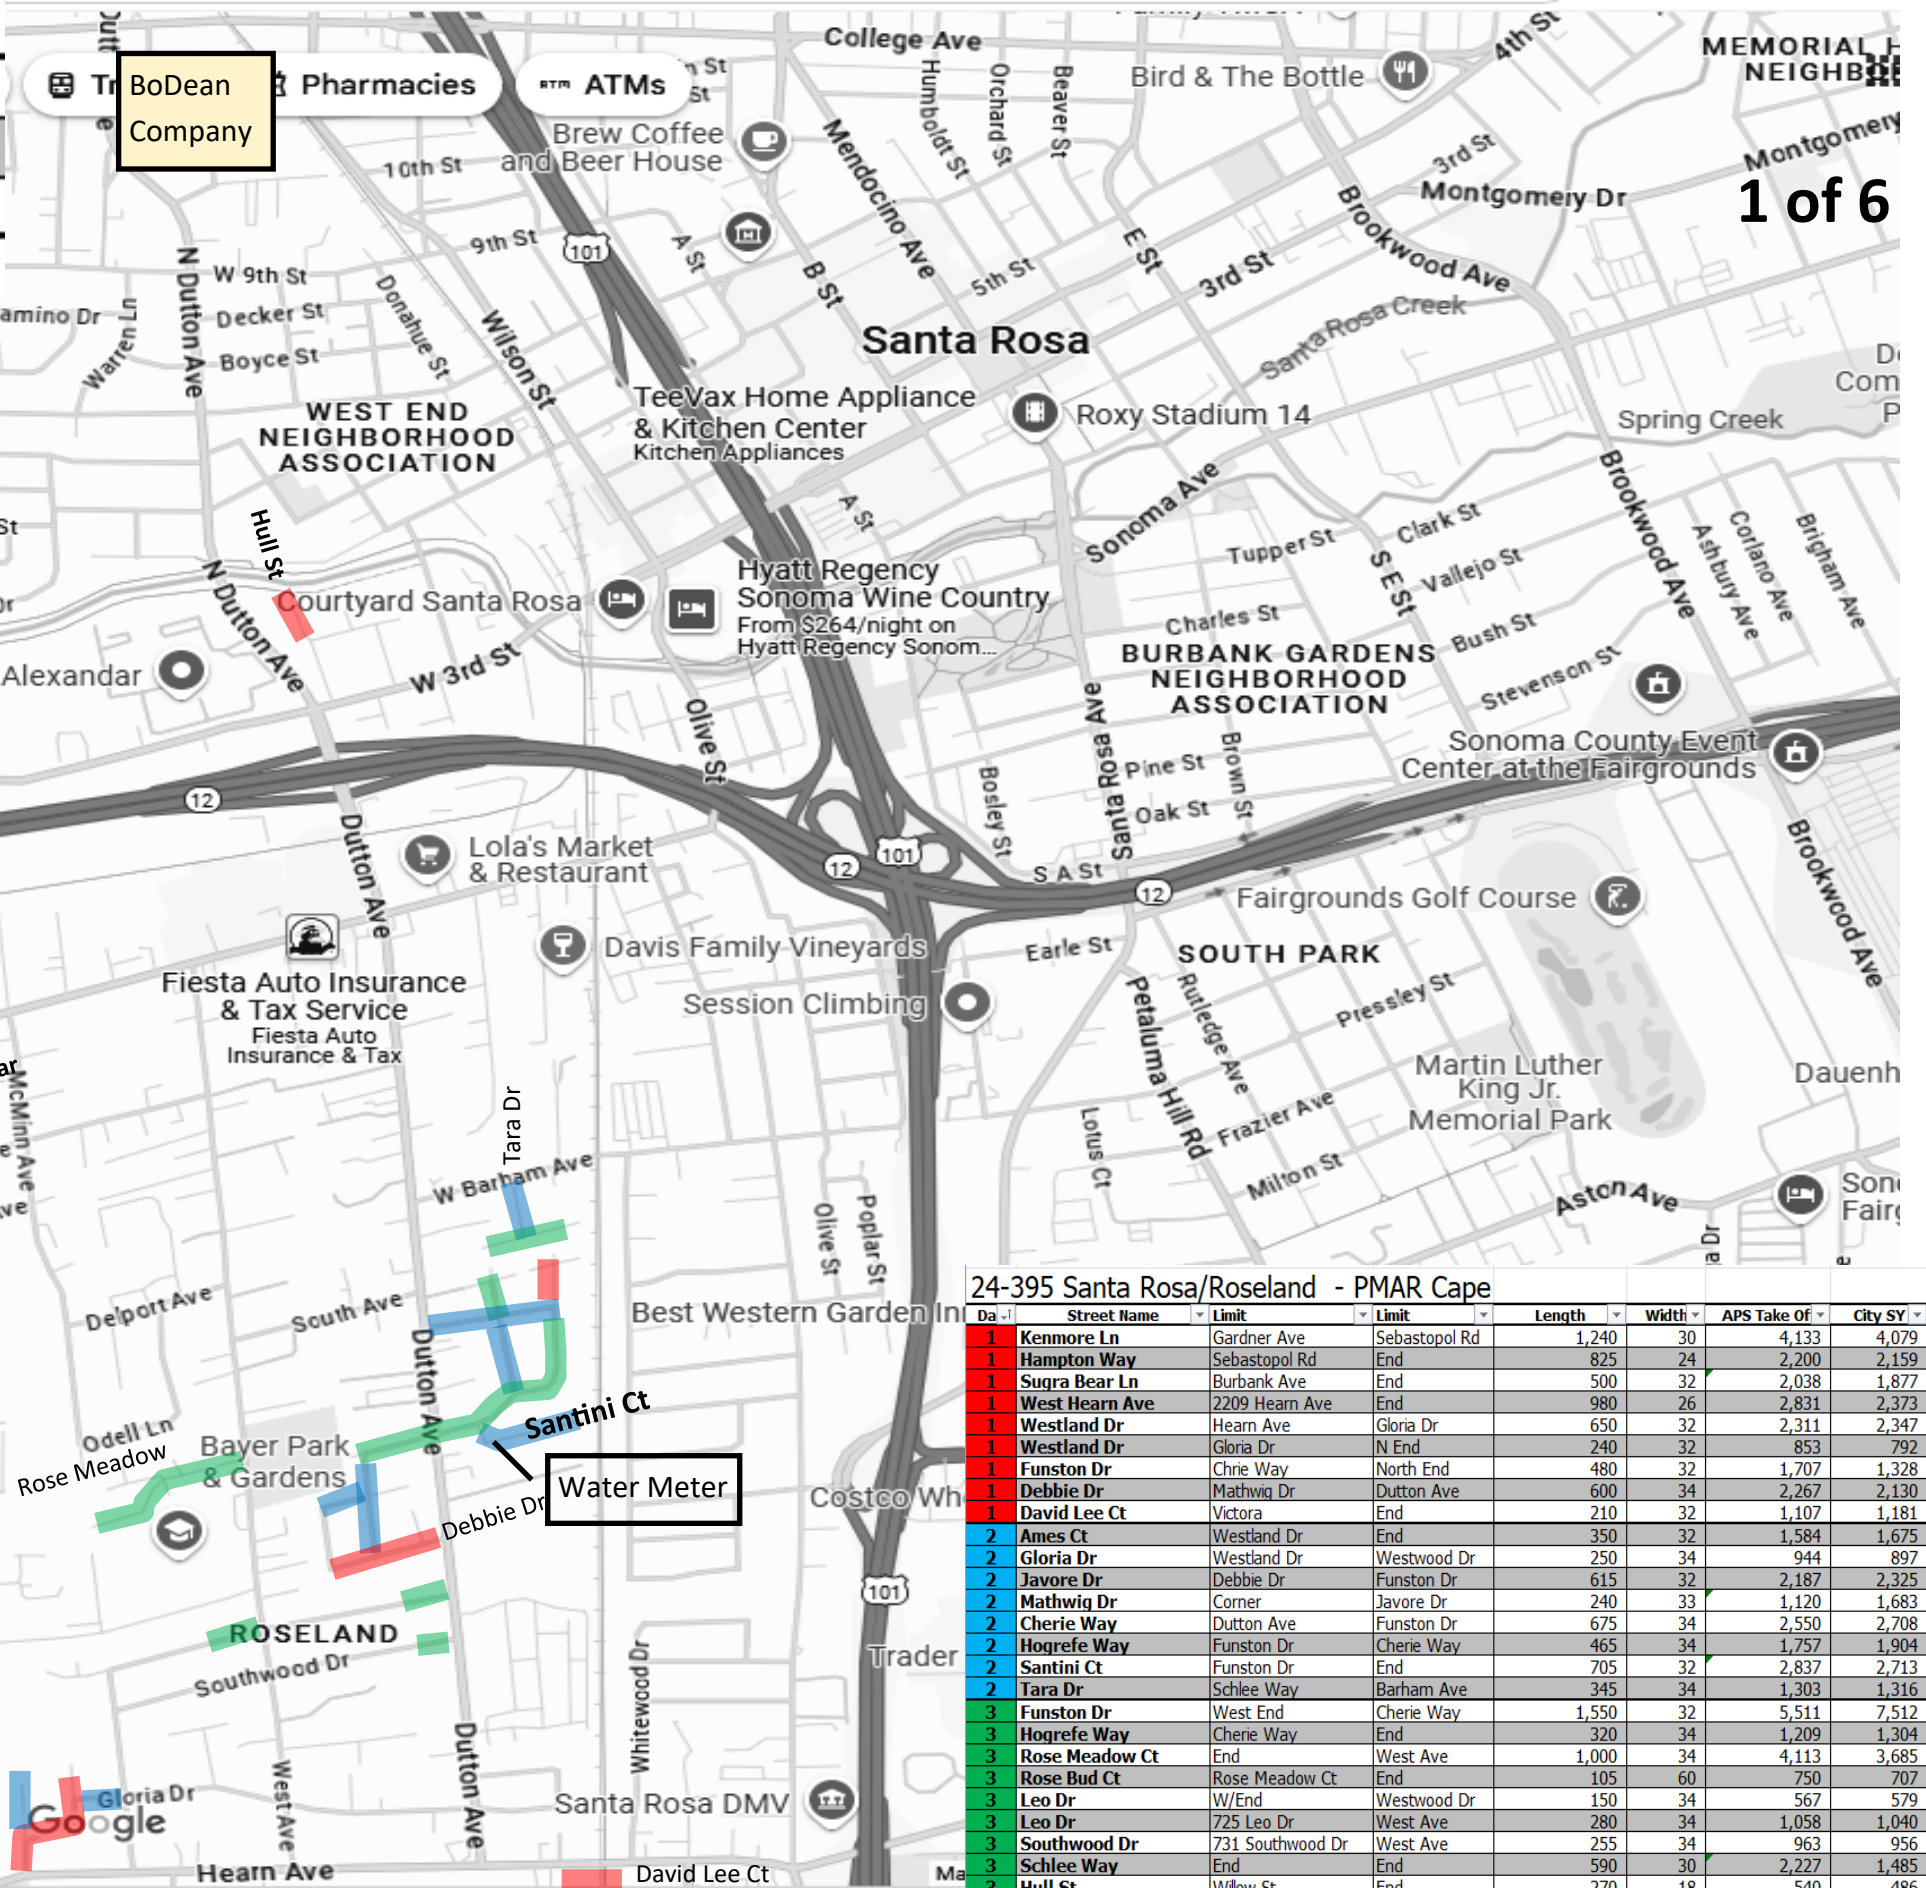 College Ave
4th St
MEMORIAL H
NEIGHB
BoDean
Company
Pharmacies
ATMs
Bird & The Bottle
Humboldt St
Orchard St
Beaver St
Brew Coffee
and Beer House
Mendocino Ave
3rd St
Montgomery
10th St
Montgomery Dr
1 of 6
Brookwood Ave
9th St
101
A St
B St
E St
5th St
3rd St
N Dutton Ave
W 9th St
Donahue St
Wilson St
amino Dr
Warren Ln
Decker St
Boyce St
Santa Rosa
Santa Rosa Creek
TeeVax Home Appliance
& Kitchen Center
Kitchen Appliances
Roxy Stadium 14
Spring Creek
WEST END
NEIGHBORHOOD
ASSOCIATION
Hull St
A St
Sonoma Ave
Tupper St
Clark St
Vallejo St
S E St
Brookwood Ave
Ashbury Ave
Corlano Ave
Brigham Ave
N Dutton Ave
Courtyard Santa Rosa
Hyatt Regency
Sonoma Wine Country
From $264/night on
Hyatt Regency Sonom...
Charles St
Bush St
Stevenson St
BURBANK GARDENS
NEIGHBORHOOD
ASSOCIATION
Alexandar
W 3rd St
Olive St
Santa Rosa Ave
Pine St
Brown St
Oak St
Bosley St
Sonoma County Event
Center at the Fairgrounds
12
Dutton Ave
Lola's Market
& Restaurant
12
101
S A St
12
Fairgrounds Golf Course
Brookwood Ave
Davis Family Vineyards
Earle St
SOUTH PARK
Fiesta Auto Insurance
& Tax Service
Fiesta Auto
Insurance & Tax
Session Climbing
Petaluma Hill Rd
Rutledge Ave
Pressley St
Martin Luther
King Jr.
Memorial Park
Dauenh
McMinn Ave
Tara Dr
W Barham Ave
Lotus Ct
Frazier Ave
Milton St
Aston Ave
Olive St
Poplar St
Delport Ave
South Ave
Dutton Ave
Best Western Garden Inn
Santini Ct
Odell Ln
Rose Meadow
Bayer Park
& Gardens
Water Meter
Debbie Dr
Costco Wh
101
ROSELAND
Southwood Dr
Whitewood Dr
Trader
West Ave
Dutton Ave
Gloria Dr
Google
Santa Rosa DMV
Hearn Ave
David Lee Ct
Ma
24-395 Santa Rosa/Roseland - PMAR Cape
Da Street Name Limit Limit Length Width APS Take Of City SY
1 Kenmore Ln Gardner Ave Sebastopol Rd 1,240 30 4,133 4,079
1 Hampton Way Sebastopol Rd End 825 24 2,200 2,159
1 Sugra Bear Ln Burbank Ave End 500 32 2,038 1,877
1 West Hearn Ave 2209 Hearn Ave End 980 26 2,831 2,373
1 Westland Dr Hearn Ave Gloria Dr 650 32 2,311 2,347
1 Westland Dr Gloria Dr N End 240 32 853 792
1 Funston Dr Chrie Way North End 480 32 1,707 1,328
1 Debbie Dr Mathwig Dr Dutton Ave 600 34 2,267 2,130
1 David Lee Ct Victora End 210 32 1,107 1,181
2 Ames Ct Westland Dr End 350 32 1,584 1,675
2 Gloria Dr Westland Dr Westwood Dr 250 34 944 897
2 Javore Dr Debbie Dr Funston Dr 615 32 2,187 2,325
2 Mathwig Dr Corner Javore Dr 240 33 1,120 1,683
2 Cherie Way Dutton Ave Funston Dr 675 34 2,550 2,708
2 Hogrefe Way Funston Dr Cherie Way 465 34 1,757 1,904
2 Santini Ct Funston Dr End 705 32 2,837 2,713
2 Tara Dr Schlee Way Barham Ave 345 34 1,303 1,316
3 Funston Dr West End Cherie Way 1,550 32 5,511 7,512
3 Hogrefe Way Cherie Way End 320 34 1,209 1,304
3 Rose Meadow Ct End West Ave 1,000 34 4,113 3,685
3 Rose Bud Ct Rose Meadow Ct End 105 60 750 707
3 Leo Dr W/End Westwood Dr 150 34 567 579
3 Leo Dr 725 Leo Dr West Ave 280 34 1,058 1,040
3 Southwood Dr 731 Southwood Dr West Ave 255 34 963 956
3 Schlee Way End End 590 30 2,227 1,485
3 Hull St Willow St End 270 18 540 486